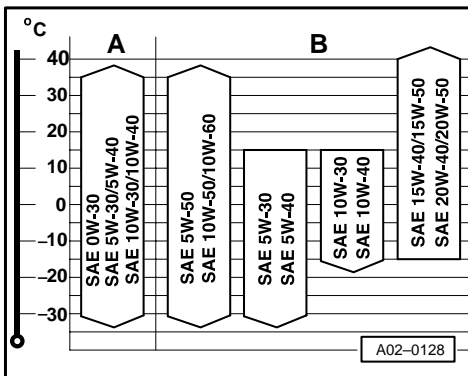 °C
A
B
40
30
20
10
0
–10
–20
–30
SAE 0W-30
SAE 5W-30/5W-40
SAE 10W-30/10W-40
SAE 5W-50
SAE 10W-50/10W-60
SAE 5W-30
SAE 5W-40
SAE 10W-30
SAE 10W-40
SAE 15W-40/15W-50
SAE 20W-40/20W-50
A02–0128